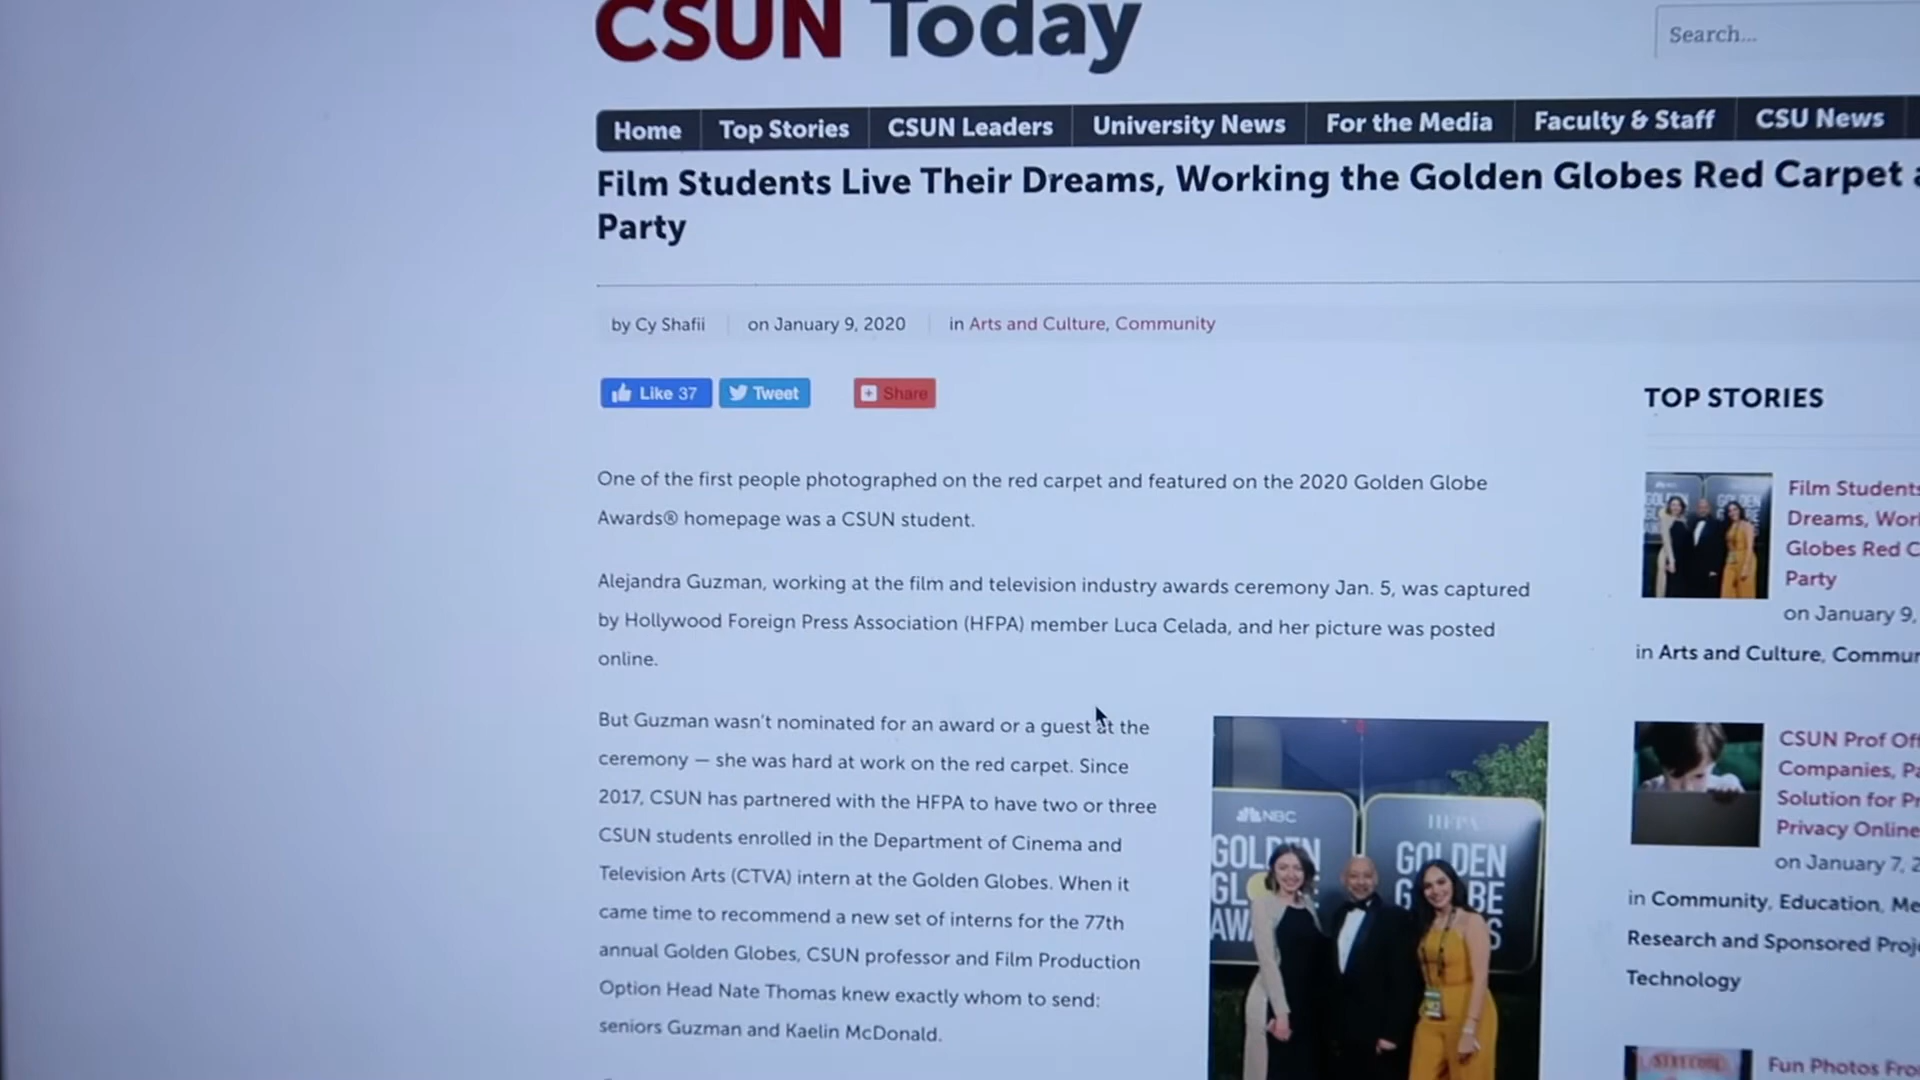 CSUN Today
Search...
Home Top Stories CSUN Leaders University News For the Media Faculty & Staff CSU News
Film Students Live Their Dreams, Working the Golden Globes Red Carpet
Party
by Cy Shafii on January 9, 2020 in Arts and Culture, Community
Like 37 Tweet Share
One of the first people photographed on the red carpet and featured on the 2020 Golden Globe
Awards® homepage was a CSUN student.
Alejandra Guzman, working at the film and television industry awards ceremony Jan. 5, was captured
by Hollywood Foreign Press Association (HFPA) member Luca Celada, and her picture was posted
online.
But Guzman wasn't nominated for an award or a guest at the
ceremony — she was hard at work on the red carpet. Since
2017, CSUN has partnered with the HFPA to have two or three
CSUN students enrolled in the Department of Cinema and
Television Arts (CTVA) intern at the Golden Globes. When it
came time to recommend a new set of interns for the 77th
annual Golden Globes, CSUN professor and Film Production
Option Head Nate Thomas knew exactly whom to send:
seniors Guzman and Kaelin McDonald.
NBC
HFPA
GOLDEN
GOLDEN
TOP STORIES
Film Students
Dreams,
Globes Red
Party
on January 9,
in Arts and Culture,
CSUN Prof
Companies,
Solution for
Privacy Online
on January 7,
in Community, Education,
Research and Sponsored
Technology
Fun Photos